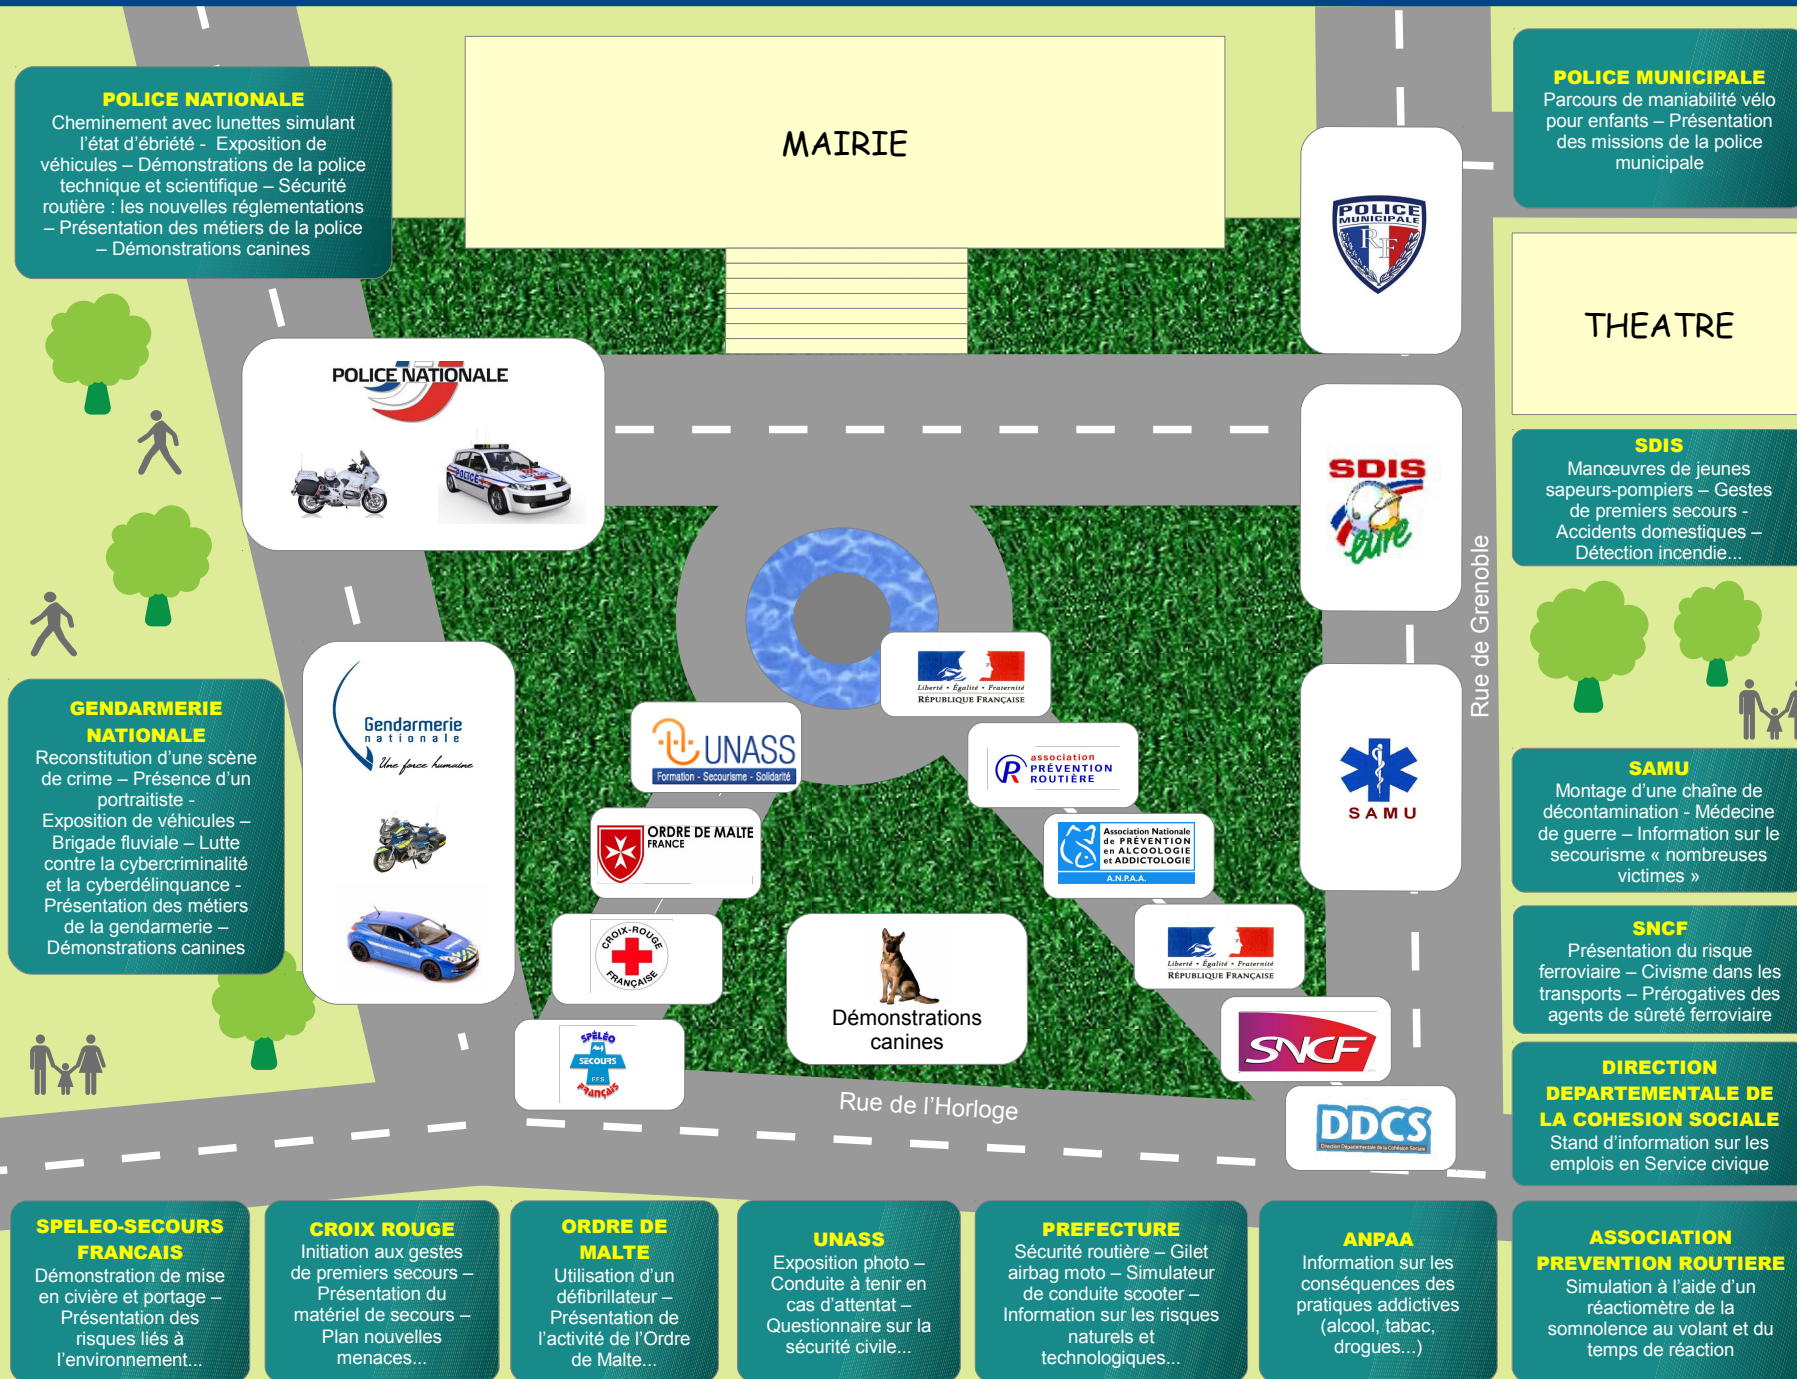 POLICE NATIONALE
Cheminement avec lunettes simulant
l'état d'ébriété -  Exposition de
véhicules – Démonstrations de la police
technique et scientifique – Sécurité
routière : les nouvelles réglementations
– Présentation des métiers de la police
– Démonstrations canines
MAIRIE
POLICE MUNICIPALE
Parcours de maniabilité vélo
pour enfants – Présentation
des missions de la police
municipale
POLICE
MUNICIPALE
RF
THEATRE
POLICE NATIONALE
POLICE
SDIS
eure
SDIS
Manœuvres de jeunes
sapeurs-pompiers – Gestes
de premiers secours -
Accidents domestiques –
Détection incendie...
Rue de Grenoble
GENDARMERIE
NATIONALE
Reconstitution d'une scène
de crime – Présence d'un
portraitiste -
Exposition de véhicules –
Brigade fluviale – Lutte
contre la cybercriminalité
et la cyberdélinquance -
Présentation des métiers
de la gendarmerie –
Démonstrations canines
Gendarmerie
nationale
Une force humaine
UNASS
Formation - Secourisme - Solidarité
Liberté • Égalité • Fraternité
RÉPUBLIQUE FRANÇAISE
association
PRÉVENTION
ROUTIÈRE
ORDRE DE MALTE
FRANCE
Association Nationale
de PRÉVENTION
en ALCOOLOGIE
et ADDICTOLOGIE
A.N.P.A.A.
SAMU
SAMU
Montage d'une chaîne de
décontamination - Médecine
de guerre – Information sur le
secourisme « nombreuses
victimes »
CROIX-ROUGE
FRANÇAISE
Démonstrations
canines
Liberté • Égalité • Fraternité
RÉPUBLIQUE FRANÇAISE
SNCF
SNCF
Présentation du risque
ferroviaire – Civisme dans les
transports – Prérogatives des
agents de sûreté ferroviaire
SPÉLÉO
SECOURS
FFS
FRANÇAIS
Rue de l'Horloge
DDCS
Direction Départementale de la Cohésion Sociale
DIRECTION
DEPARTEMENTALE DE
LA COHESION SOCIALE
Stand d'information sur les
emplois en Service civique
SPELEO-SECOURS
FRANCAIS
Démonstration de mise
en civière et portage –
Présentation des
risques liés à
l'environnement...
CROIX ROUGE
Initiation aux gestes
de premiers secours –
Présentation du
matériel de secours –
Plan nouvelles
menaces...
ORDRE DE
MALTE
Utilisation d'un
défibrillateur –
Présentation de
l'activité de l'Ordre
de Malte...
UNASS
Exposition photo –
Conduite à tenir en
cas d'attentat –
Questionnaire sur la
sécurité civile...
PREFECTURE
Sécurité routière – Gilet
airbag moto – Simulateur
de conduite scooter –
Information sur les risques
naturels et
technologiques...
ANPAA
Information sur les
conséquences des
pratiques addictives
(alcool, tabac,
drogues...)
ASSOCIATION
PREVENTION ROUTIERE
Simulation à l'aide d'un
réactiomètre de la
somnolence au volant et du
temps de réaction